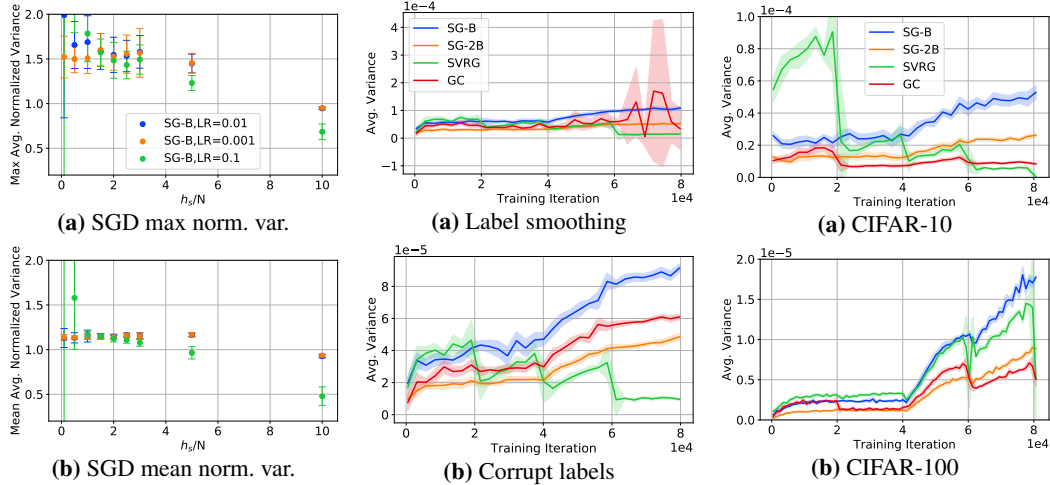 2.0
1.5
1.0
0.5
Max Avg. Normalized Variance
SG-B,LR=0.01
SG-B,LR=0.001
SG-B,LR=0.1
0 2 4 6 8 10
h_s/N
(a) SGD max norm. var.
2.0
1.5
1.0
0.5
Mean Avg. Normalized Variance
0 2 4 6 8 10
h_s/N
(b) SGD mean norm. var.
1e−4
4
3
2
1
0
−1
Avg. Variance
SG-B
SG-2B
SVRG
GC
0 2 4 6 8
Training Iteration 1e4
(a) Label smoothing
1e−5
8
6
4
2
0
Avg. Variance
0 2 4 6 8
Training Iteration 1e4
(b) Corrupt labels
1e−4
1.0
0.8
0.6
0.4
0.2
0.0
Avg. Variance
SG-B
SG-2B
SVRG
GC
0 2 4 6 8
Training Iteration 1e4
(a) CIFAR-10
1e−5
2.0
1.5
1.0
0.5
0.0
Avg. Variance
0 2 4 6 8
Training Iteration 1e4
(b) CIFAR-100